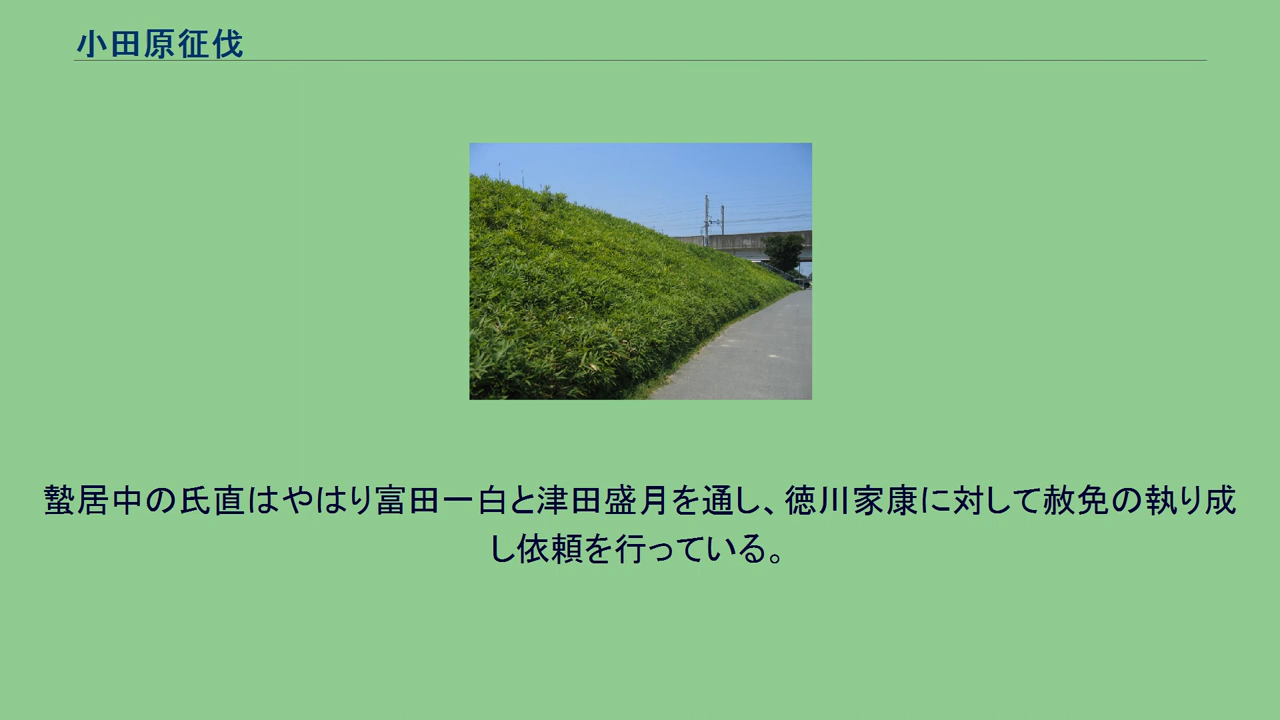 小田原征伐
蟄居中の氏直はやはり富田一白と津田盛月を通し、徳川家康に対して赦免の執り成
し依頼を行っている。